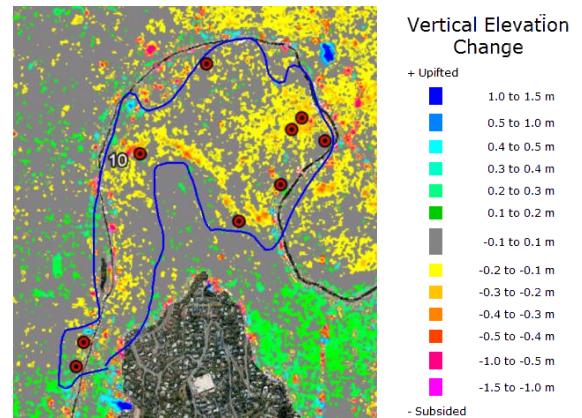 Vertical Elevation
Change
+ Upifted
1.0 to 1.5 m
0.5 to 1.0 m
0.4 to 0.5 m
0.3 to 0.4 m
0.2 to 0.3 m
0.1 to 0.2 m
-0.1 to 0.1 m
-0.2 to -0.1 m
-0.3 to -0.2 m
-0.4 to -0.3 m
-0.5 to -0.4 m
-1.0 to -0.5 m
-1.5 to -1.0 m
- Subsided
10